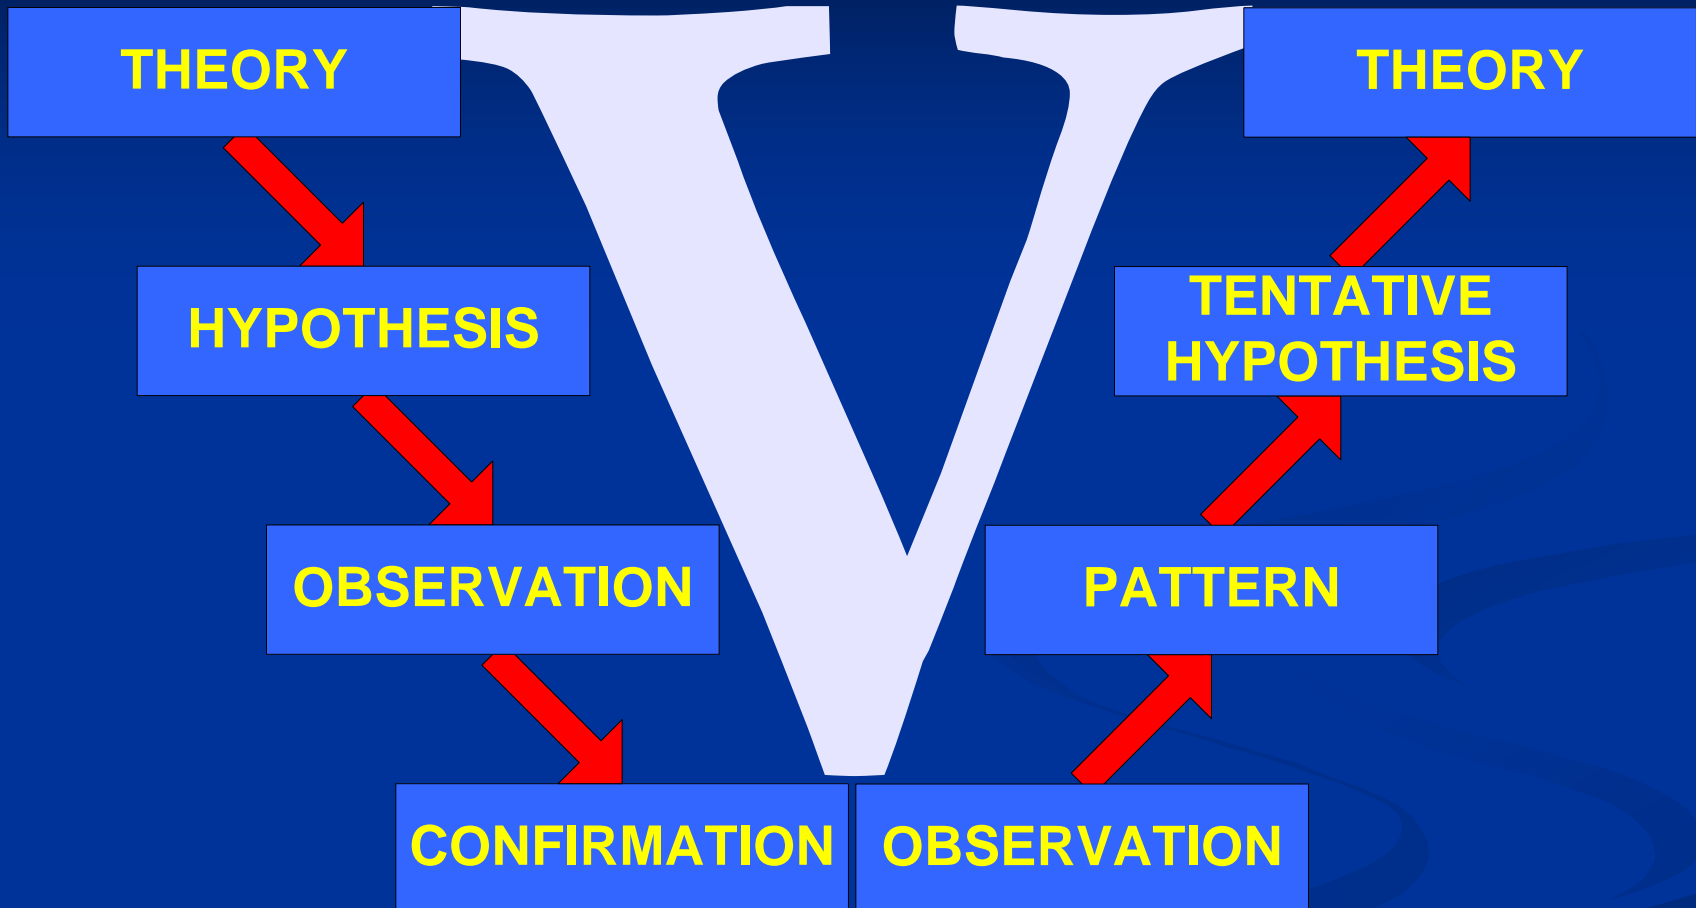 THEORY
HYPOTHESIS
OBSERVATION
CONFIRMATION
V
THEORY
TENTATIVE
HYPOTHESIS
PATTERN
OBSERVATION